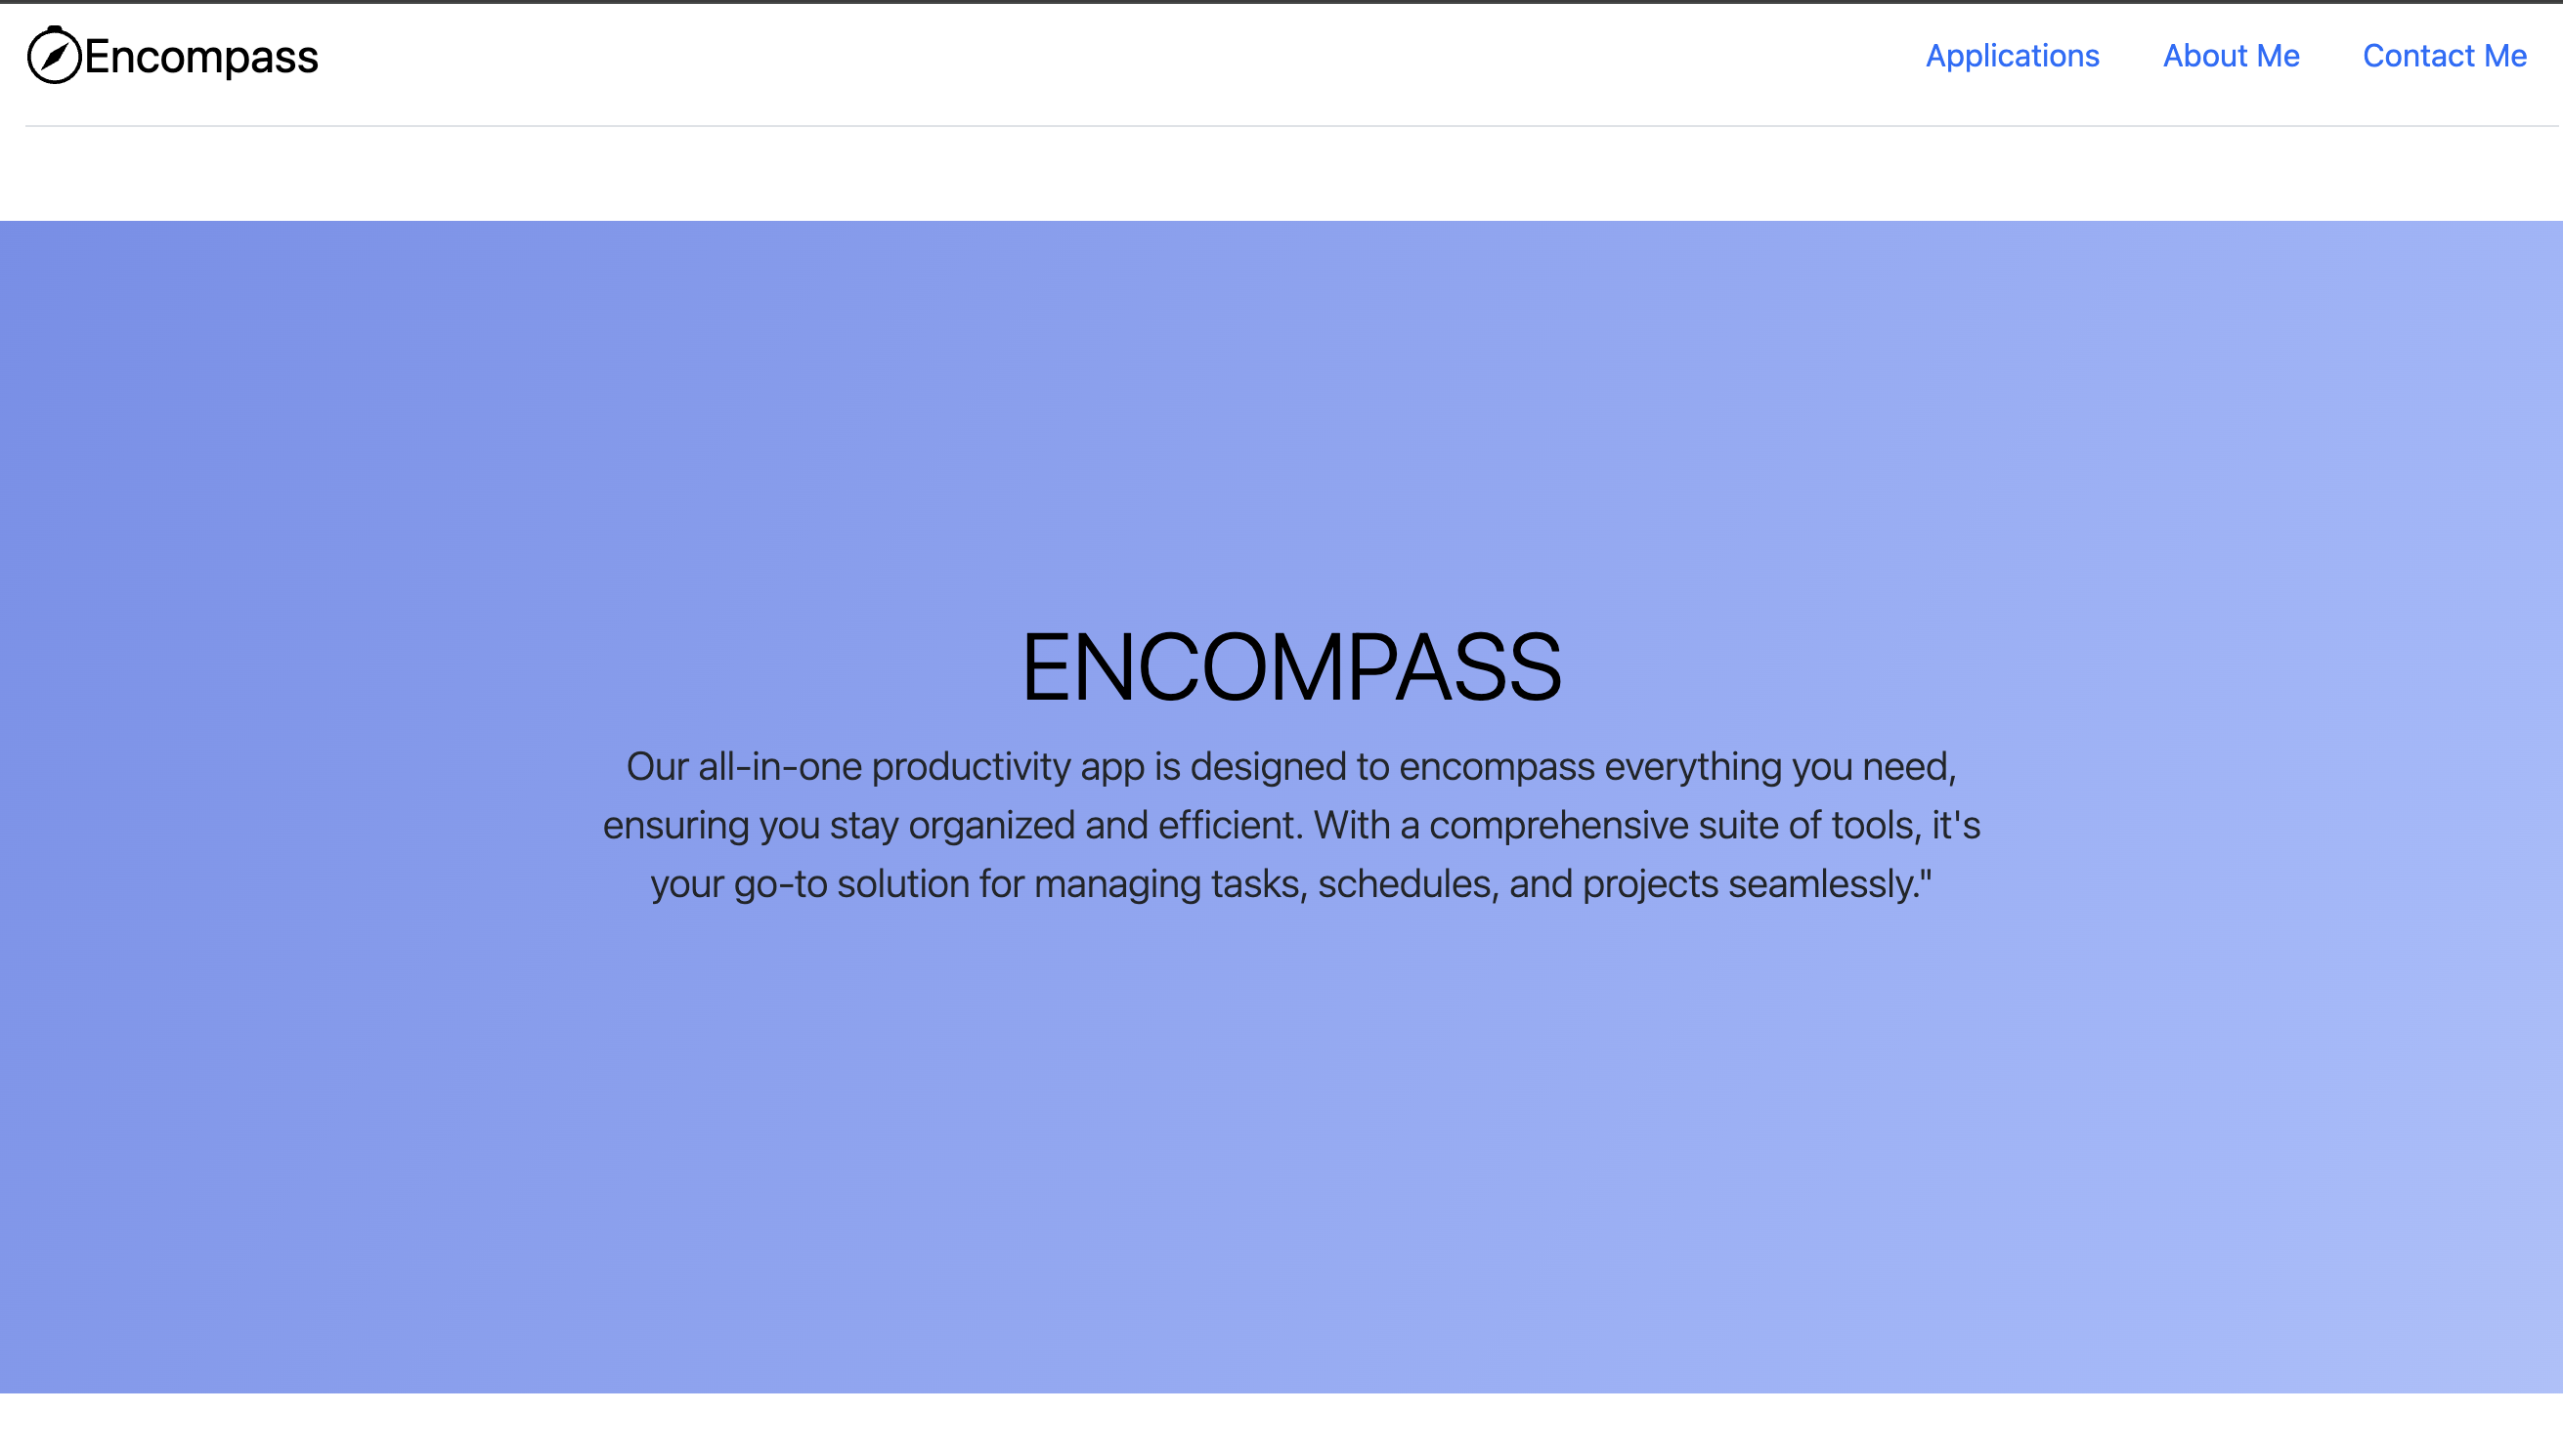 Encompass
Applications
About Me
Contact Me
ENCOMPASS
Our all-in-one productivity app is designed to encompass everything you need,
ensuring you stay organized and efficient. With a comprehensive suite of tools, it's
your go-to solution for managing tasks, schedules, and projects seamlessly."